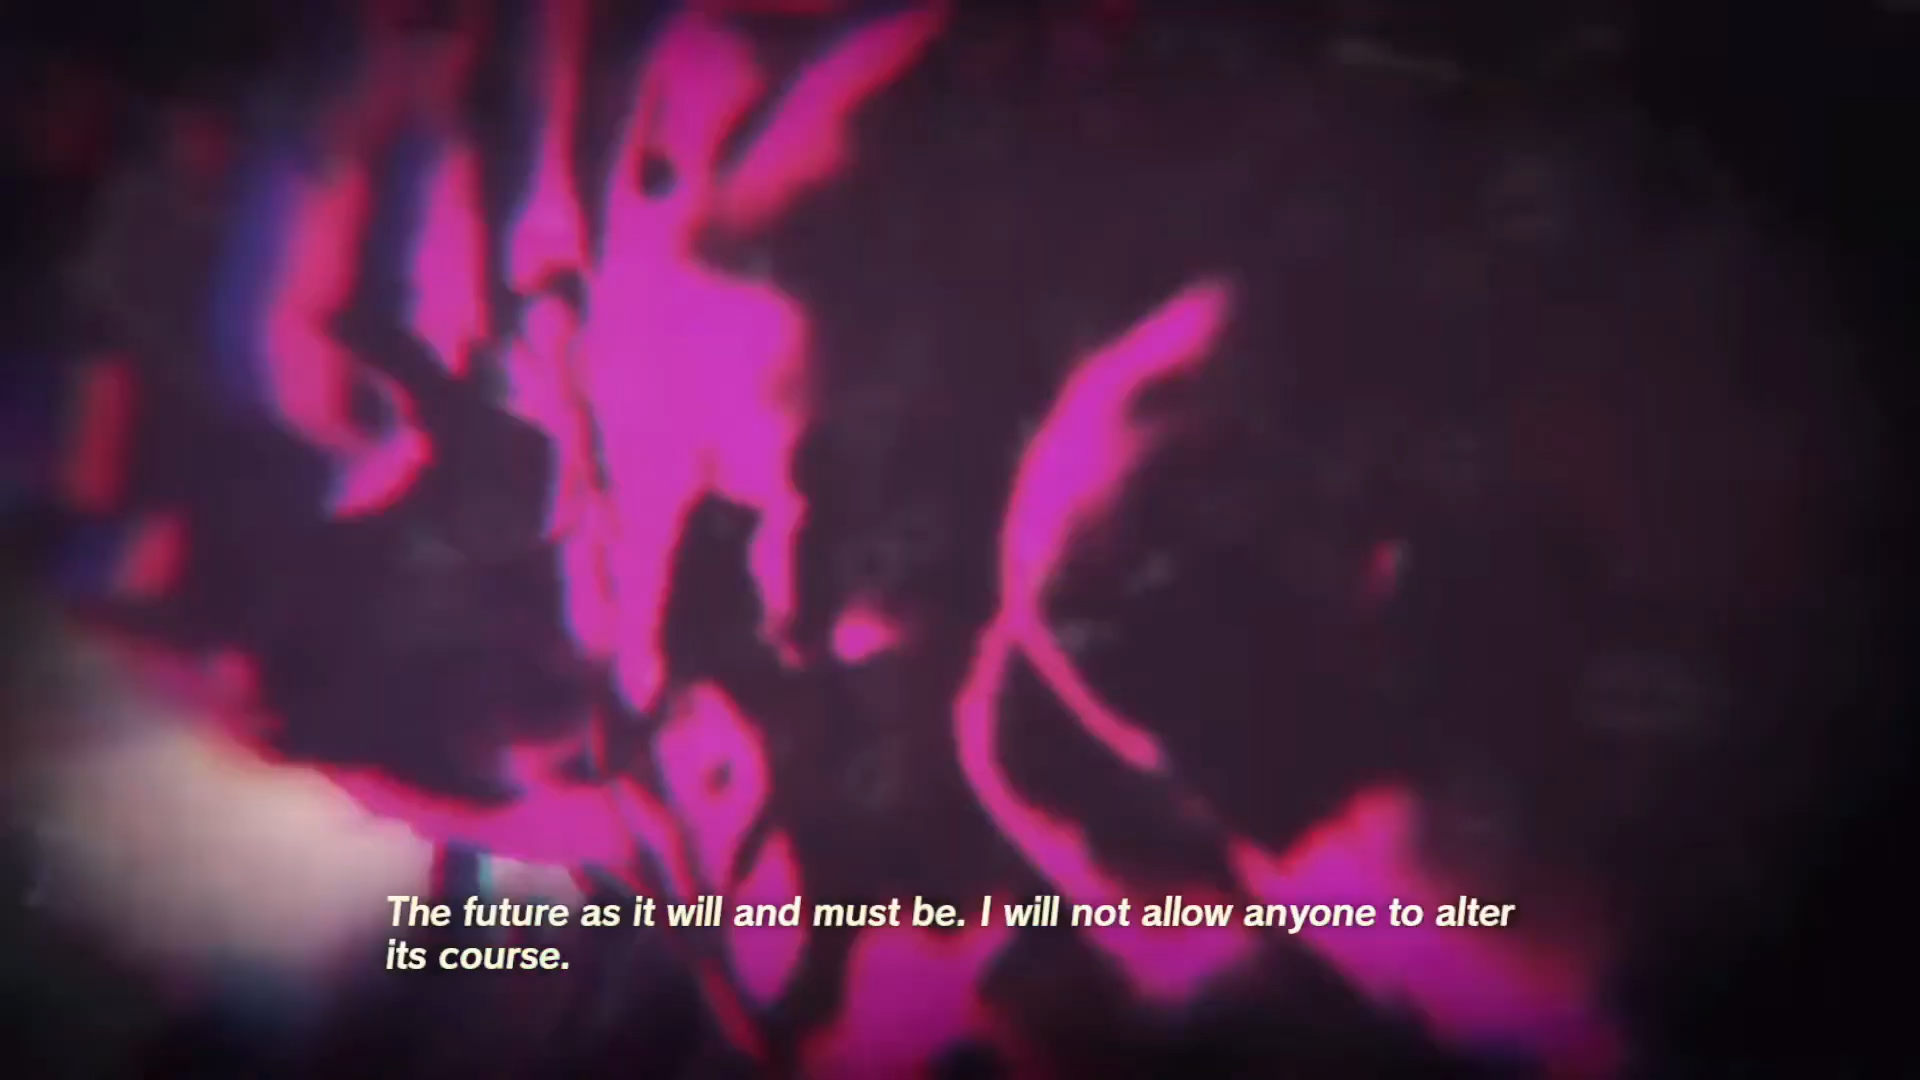 The future as it will and must be. I will not allow anyone to alter
its course.